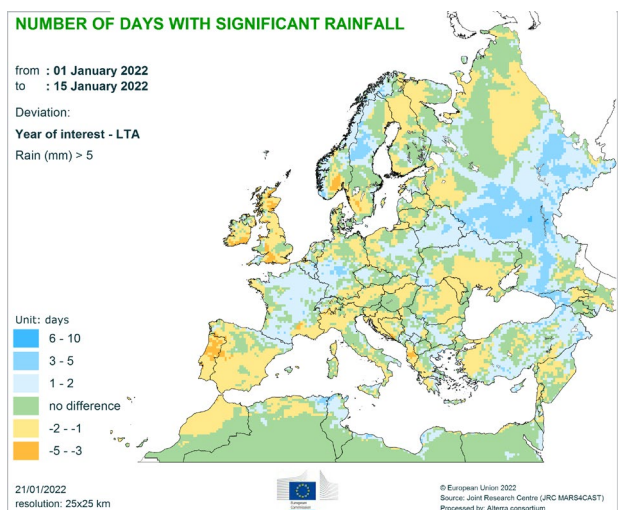 NUMBER OF DAYS WITH SIGNIFICANT RAINFALL
from : 01 January 2022
to : 15 January 2022
Deviation:
Year of interest - LTA
Rain (mm) > 5
Unit: days
6 - 10
3 - 5
1 - 2
no difference
-2 - -1
-5 - -3
21/01/2022
resolution: 25x25 km
European
Commission
© European Union 2022
Source: Joint Research Centre (JRC MARS4CAST)
Processed by: Alterra consortium